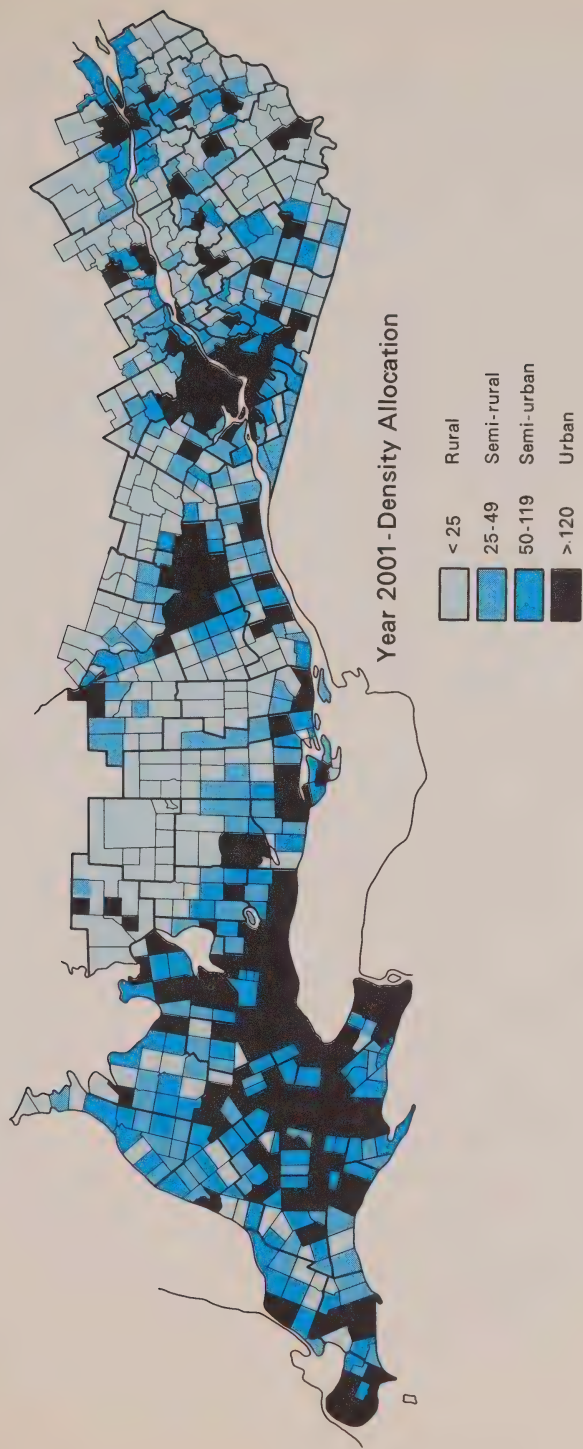 Year 2001 - Density Allocation
< 25 Rural
25-49 Semi-rural
50-119 Semi-urban
>.120 Urban